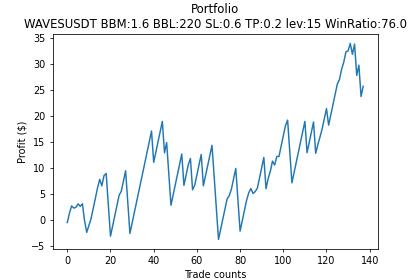 Portfolio
WAVESUSDT BBM:1.6 BBL:220 SL:0.6 TP:0.2 lev:15 WinRatio:76.0
35
30
25
20
15
10
5
0
−5
Profit ($)
0 20 40 60 80 100 120 140
Trade counts